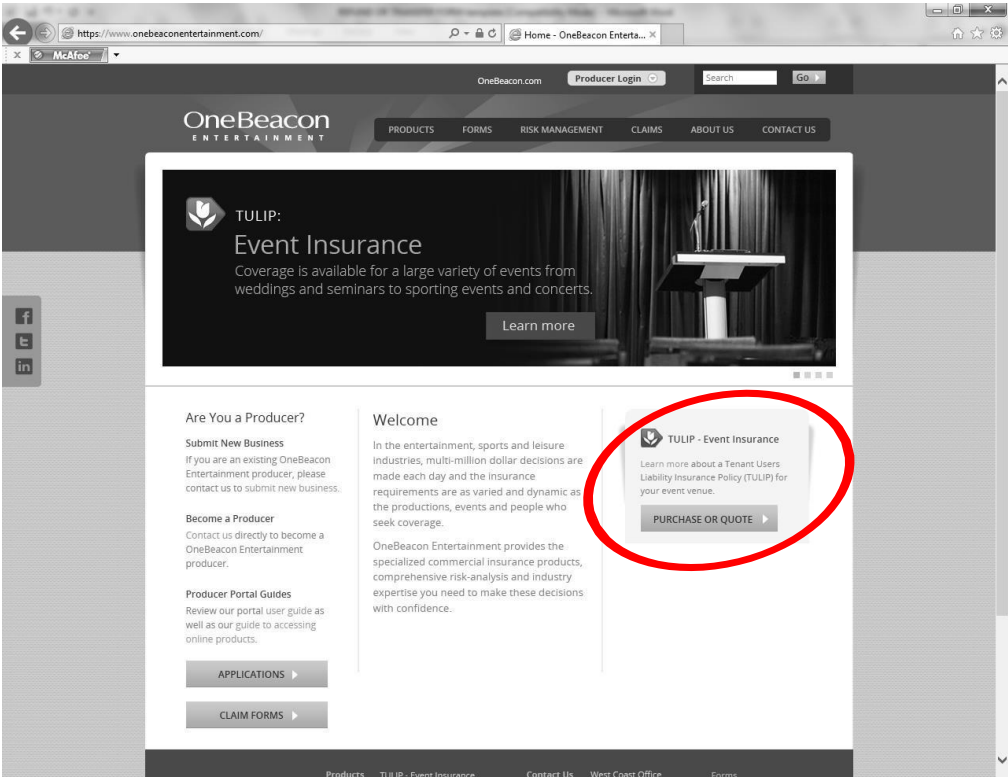 https://www.onebeaconentertainment.com/
Home - OneBeacon Enterta...
McAfee
OneBeacon.com
Producer Login
Search
Go
OneBeacon
ENTERTAINMENT
PRODUCTS FORMS RISK MANAGEMENT CLAIMS ABOUT US CONTACT US
TULIP:
Event Insurance
Coverage is available for a large variety of events from
weddings and seminars to sporting events and concerts.
Learn more
Are You a Producer?
Submit New Business
If you are an existing OneBeacon
Entertainment producer, please
contact us to submit new business.
Become a Producer
Contact us directly to become a
OneBeacon Entertainment
producer.
Producer Portal Guides
Review our portal user guide as
well as our guide to accessing
online products.
APPLICATIONS
CLAIM FORMS
Welcome
In the entertainment, sports and leisure
industries, multi-million dollar decisions are
made each day and the insurance
requirements are as varied and dynamic as
the productions, events and people who
seek coverage.
OneBeacon Entertainment provides the
specialized commercial insurance products,
comprehensive risk-analysis and industry
expertise you need to make these decisions
with confidence.
TULIP - Event Insurance
Learn more about a Tenant Users
Liability Insurance Policy (TULIP) for
your event venue.
PURCHASE OR QUOTE
Products TULIP - Event Insurance Contact Us West Coast Office Forms